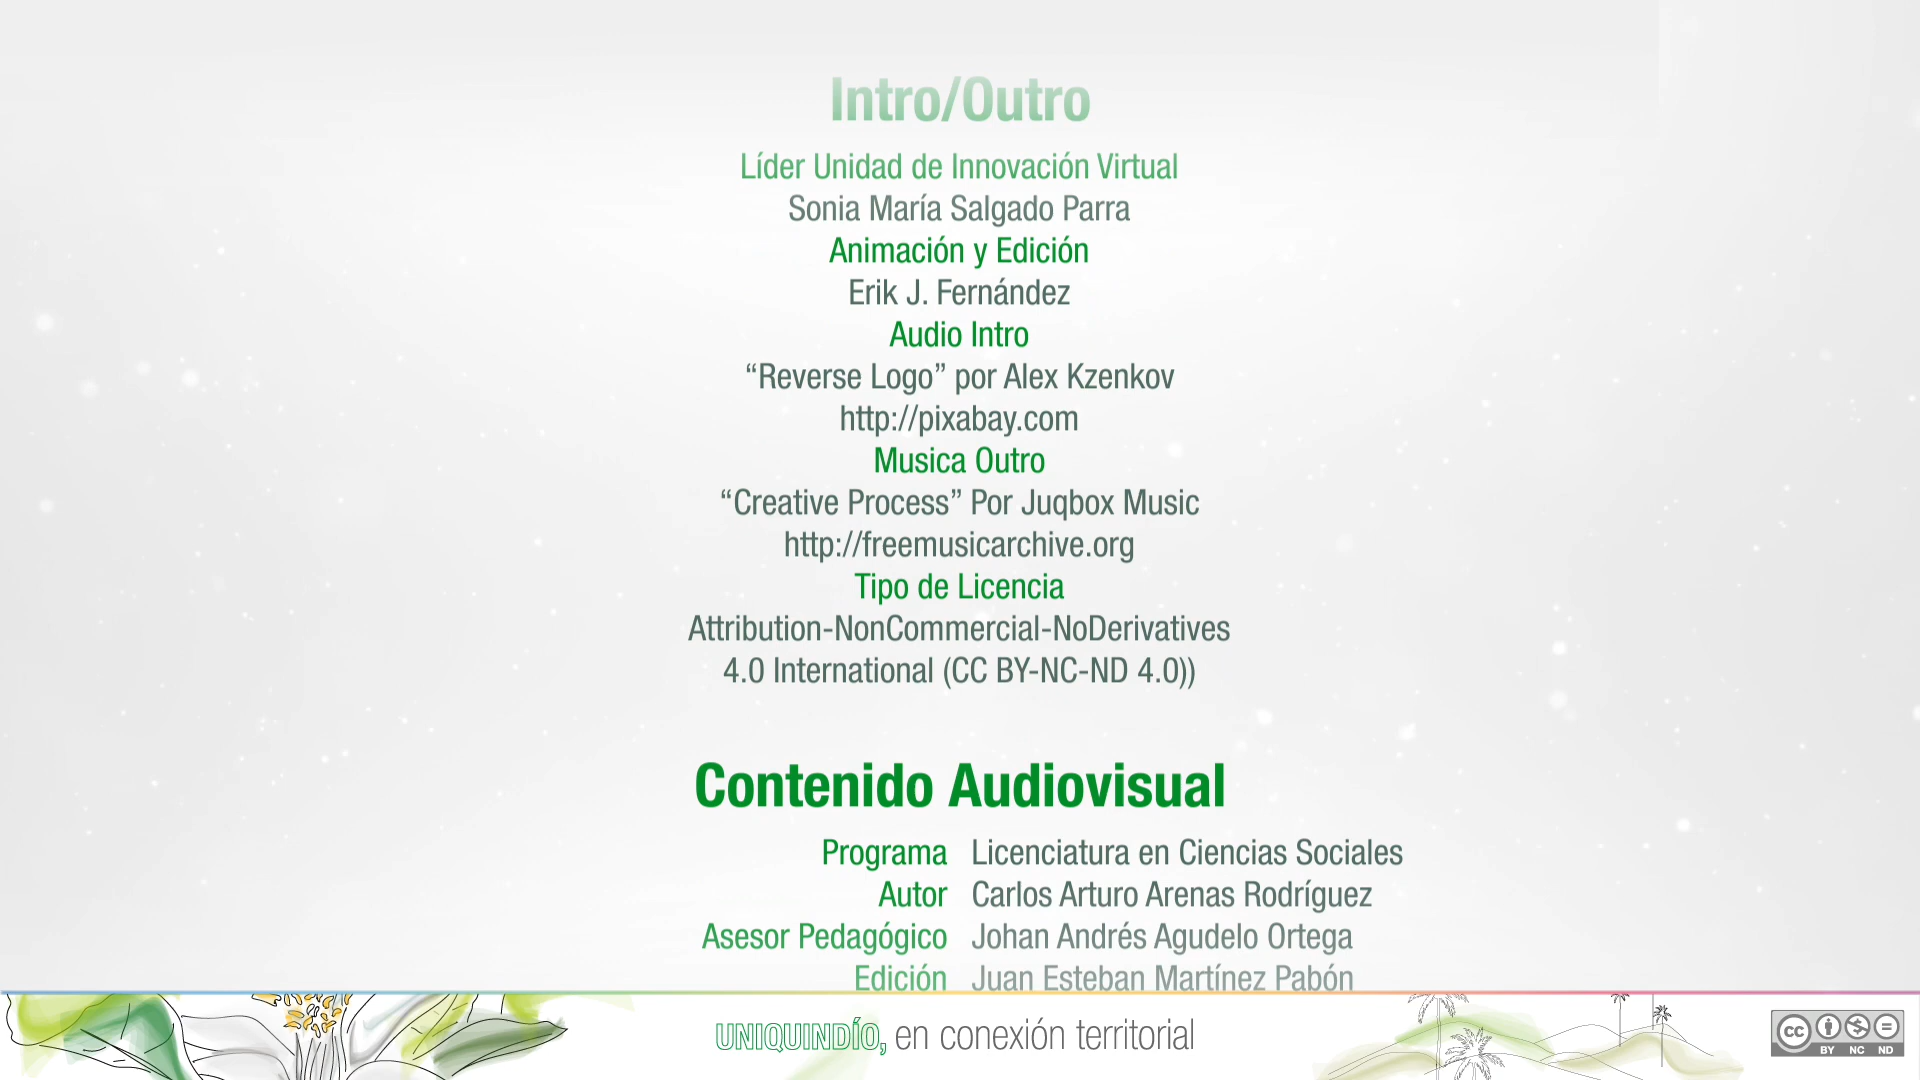 Intro/Outro
Líder Unidad de Innovación Virtual
Sonia María Salgado Parra
Animación y Edición
Erik J. Fernández
Audio Intro
“Reverse Logo” por Alex Kzenkov
http://pixabay.com
Musica Outro
“Creative Process” Por Juqbox Music
http://freemusicarchive.org
Tipo de Licencia
Attribution-NonCommercial-NoDerivatives
4.0 International (CC BY-NC-ND 4.0))
Contenido Audiovisual
Programa Licenciatura en Ciencias Sociales
Autor Carlos Arturo Arenas Rodríguez
Asesor Pedagógico Johan Andrés Agudelo Ortega
Edición Juan Esteban Martínez Pabón
UNIQUINDÍO, en conexión territorial
cc
BY NC ND